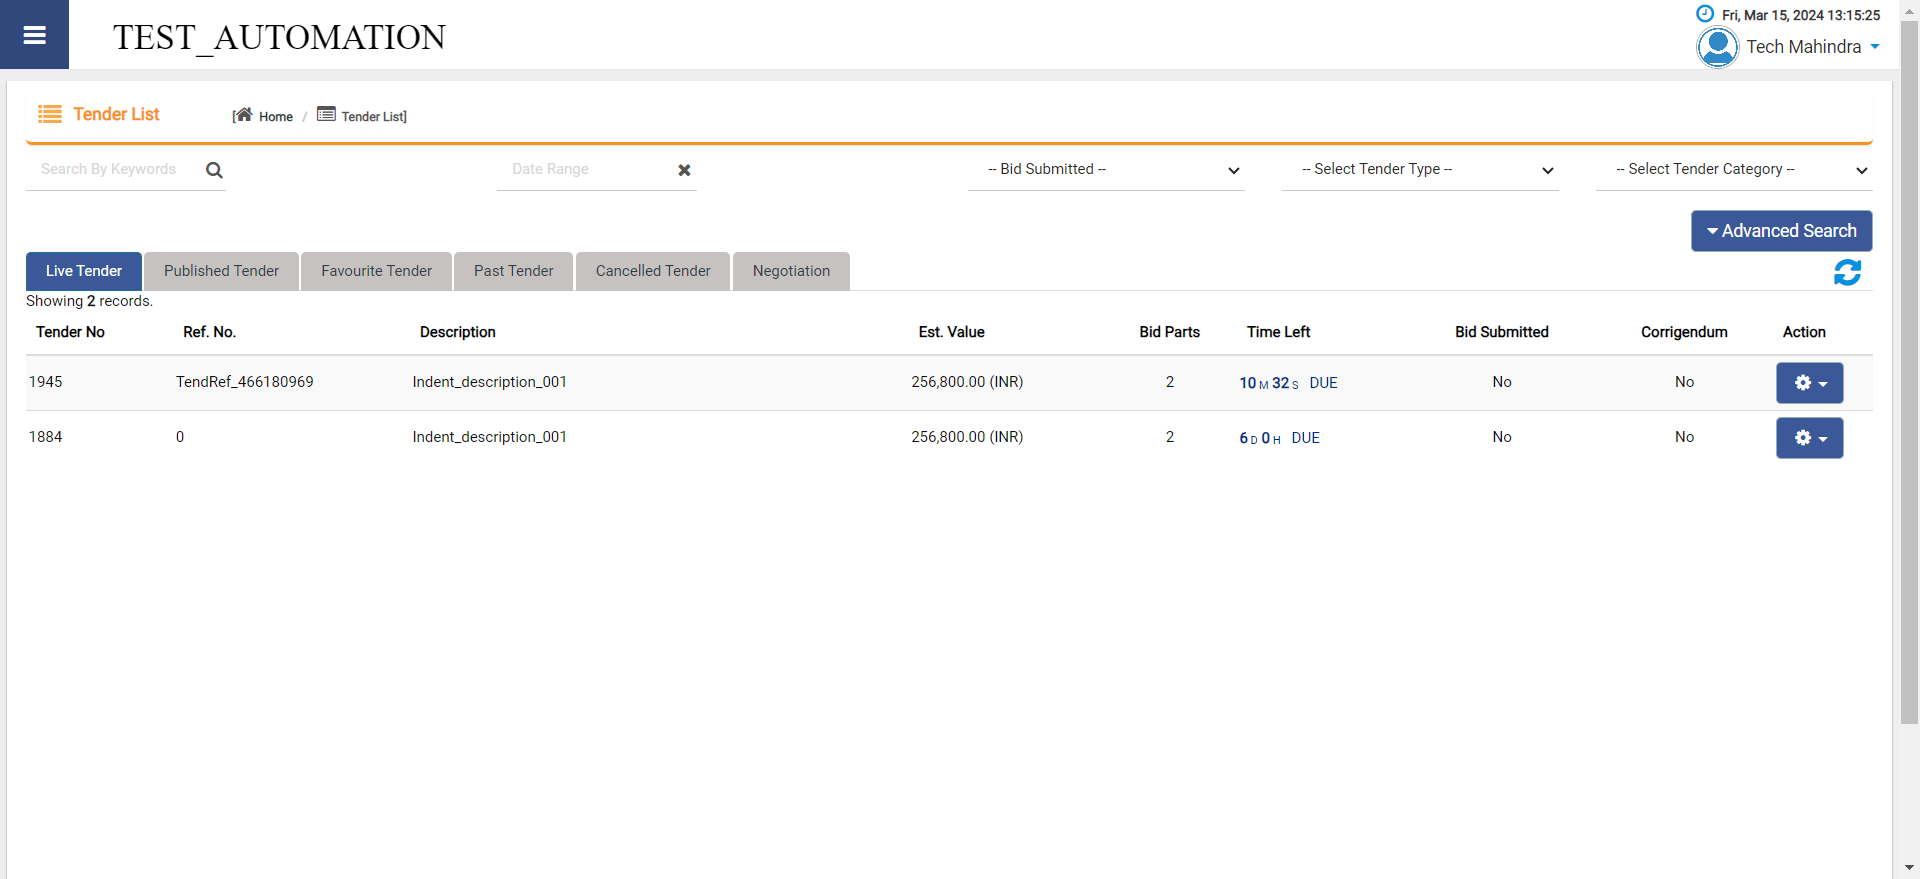 TEST_AUTOMATION
Fri, Mar 15, 2024 13:15:25
Tech Mahindra
Tender List
[ Home / Tender List]
Search By Keywords Date Range -- Bid Submitted -- -- Select Tender Type -- -- Select Tender Category --
Advanced Search
Live Tender Published Tender Favourite Tender Past Tender Cancelled Tender Negotiation
Showing 2 records.
Tender No Ref. No. Description Est. Value Bid Parts Time Left Bid Submitted Corrigendum Action
1945 TendRef_466180969 Indent_description_001 256,800.00 (INR) 2 10 M 32 S DUE No No
1884 0 Indent_description_001 256,800.00 (INR) 2 6 D 0 H DUE No No